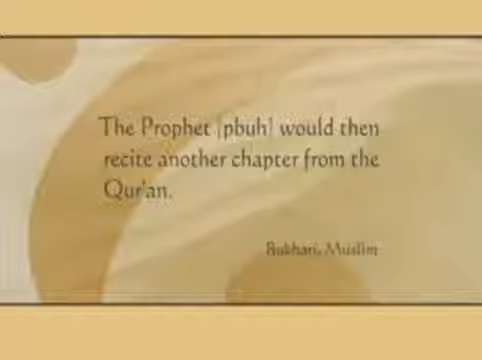 The Prophet [pbuh] would then
recite another chapter from the
Qur'an.
Bukhari, Muslim